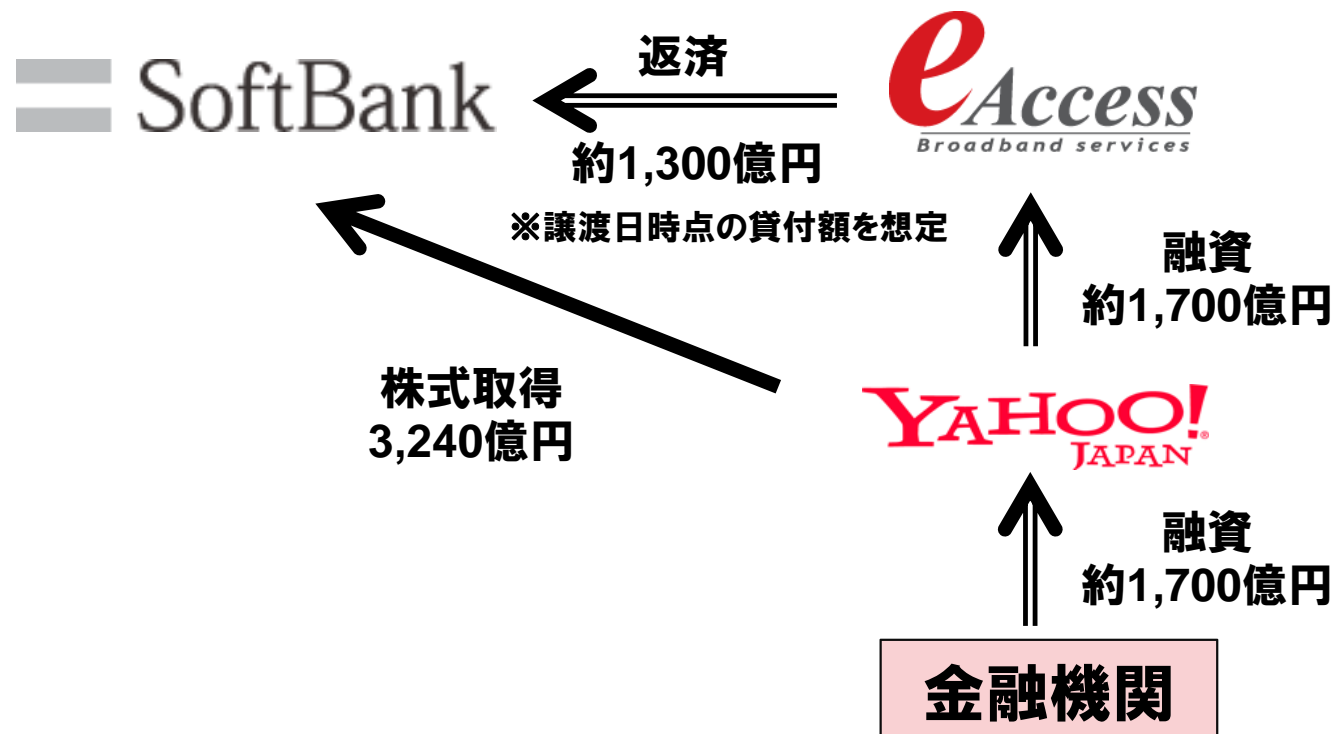 返済
SoftBank
eAccess
Broadband services
約1,300億円
※譲渡日時点の貸付額を想定
融資
約1,700億円
株式取得
3,240億円
YAHOO!
JAPAN
融資
約1,700億円
金融機関